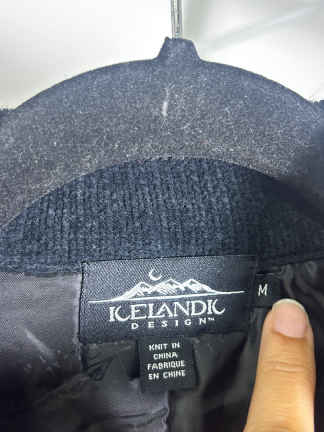 ICELANDIC
DESIGN™
M
KNIT IN
CHINA
FABRIQUE
EN CHINE